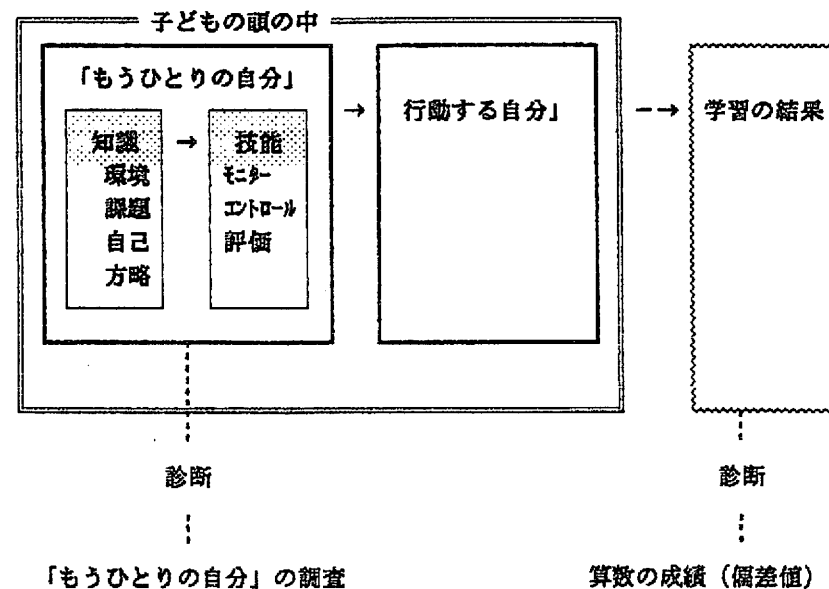 子どもの頭の中
「もうひとりの自分」
知識 → 技能
環境
課題
自己
方略
モニター
コントロール
評価
→
行動する自分」
→
学習の結果
診断
「もうひとりの自分」の調査
診断
算数の成績(偏差値)